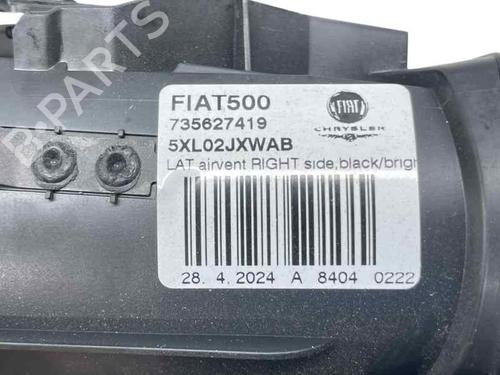 FIAT500
735627419
5XL02JXWAB
FIAT
CHRYSLER
LAT airvent RIGHT side,black/brigh
28. 4. 2024 A 8404 0222
B-Parts